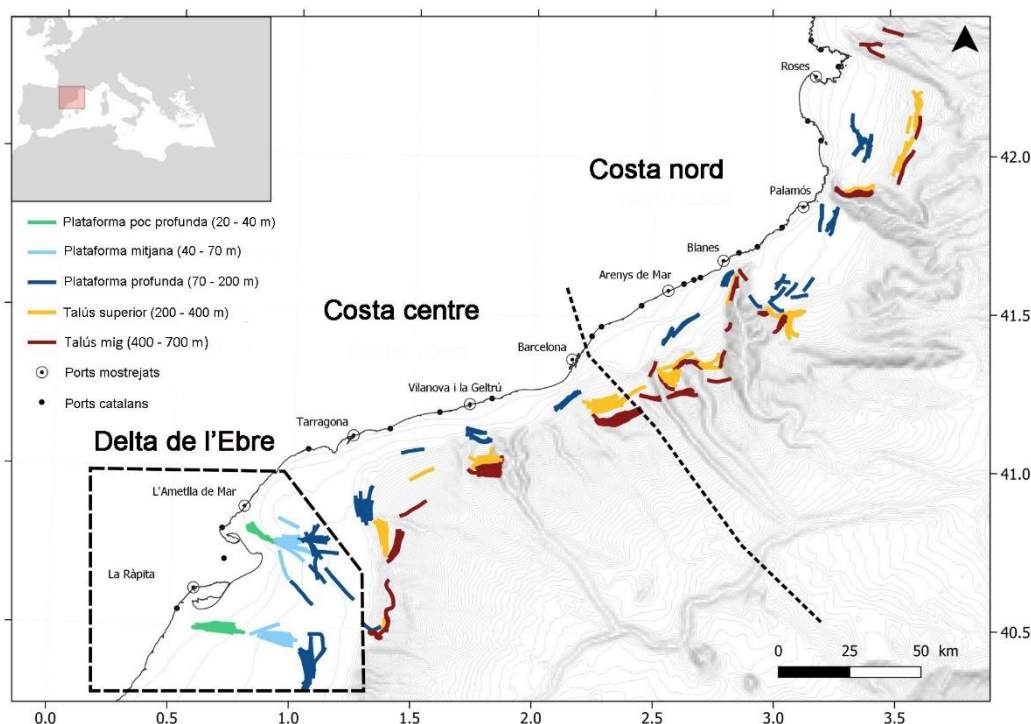 Roses
42.0
Costa nord
Palamós
Plataforma poc profunda (20 - 40 m)
Plataforma mitjana (40 - 70 m)
Blanes
Plataforma profunda (70 - 200 m)
Arenys de Mar
Talús superior (200 - 400 m)
Costa centre
41.5
Talús mig (400 - 700 m)
Barcelona
Ports mostrejats
Vilanova i la Geltrú
Ports catalans
Tarragona
Delta de l'Ebre
41.0
L'Ametlla de Mar
La Ràpita
40.5
0 25 50 km
0.0 0.5 1.0 1.5 2.0 2.5 3.0 3.5